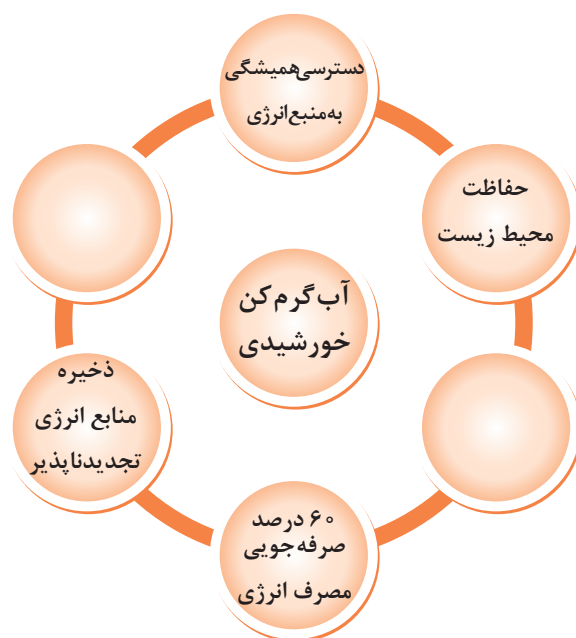 دسترسی همیشگی
به منبع انرژی
حفاظت
محیط زیست
آب گرم کن
خورشیدی
ذخیره
منابع انرژی
تجدیدناپذیر
۶۰ درصد
صرفه جویی
مصرف انرژی